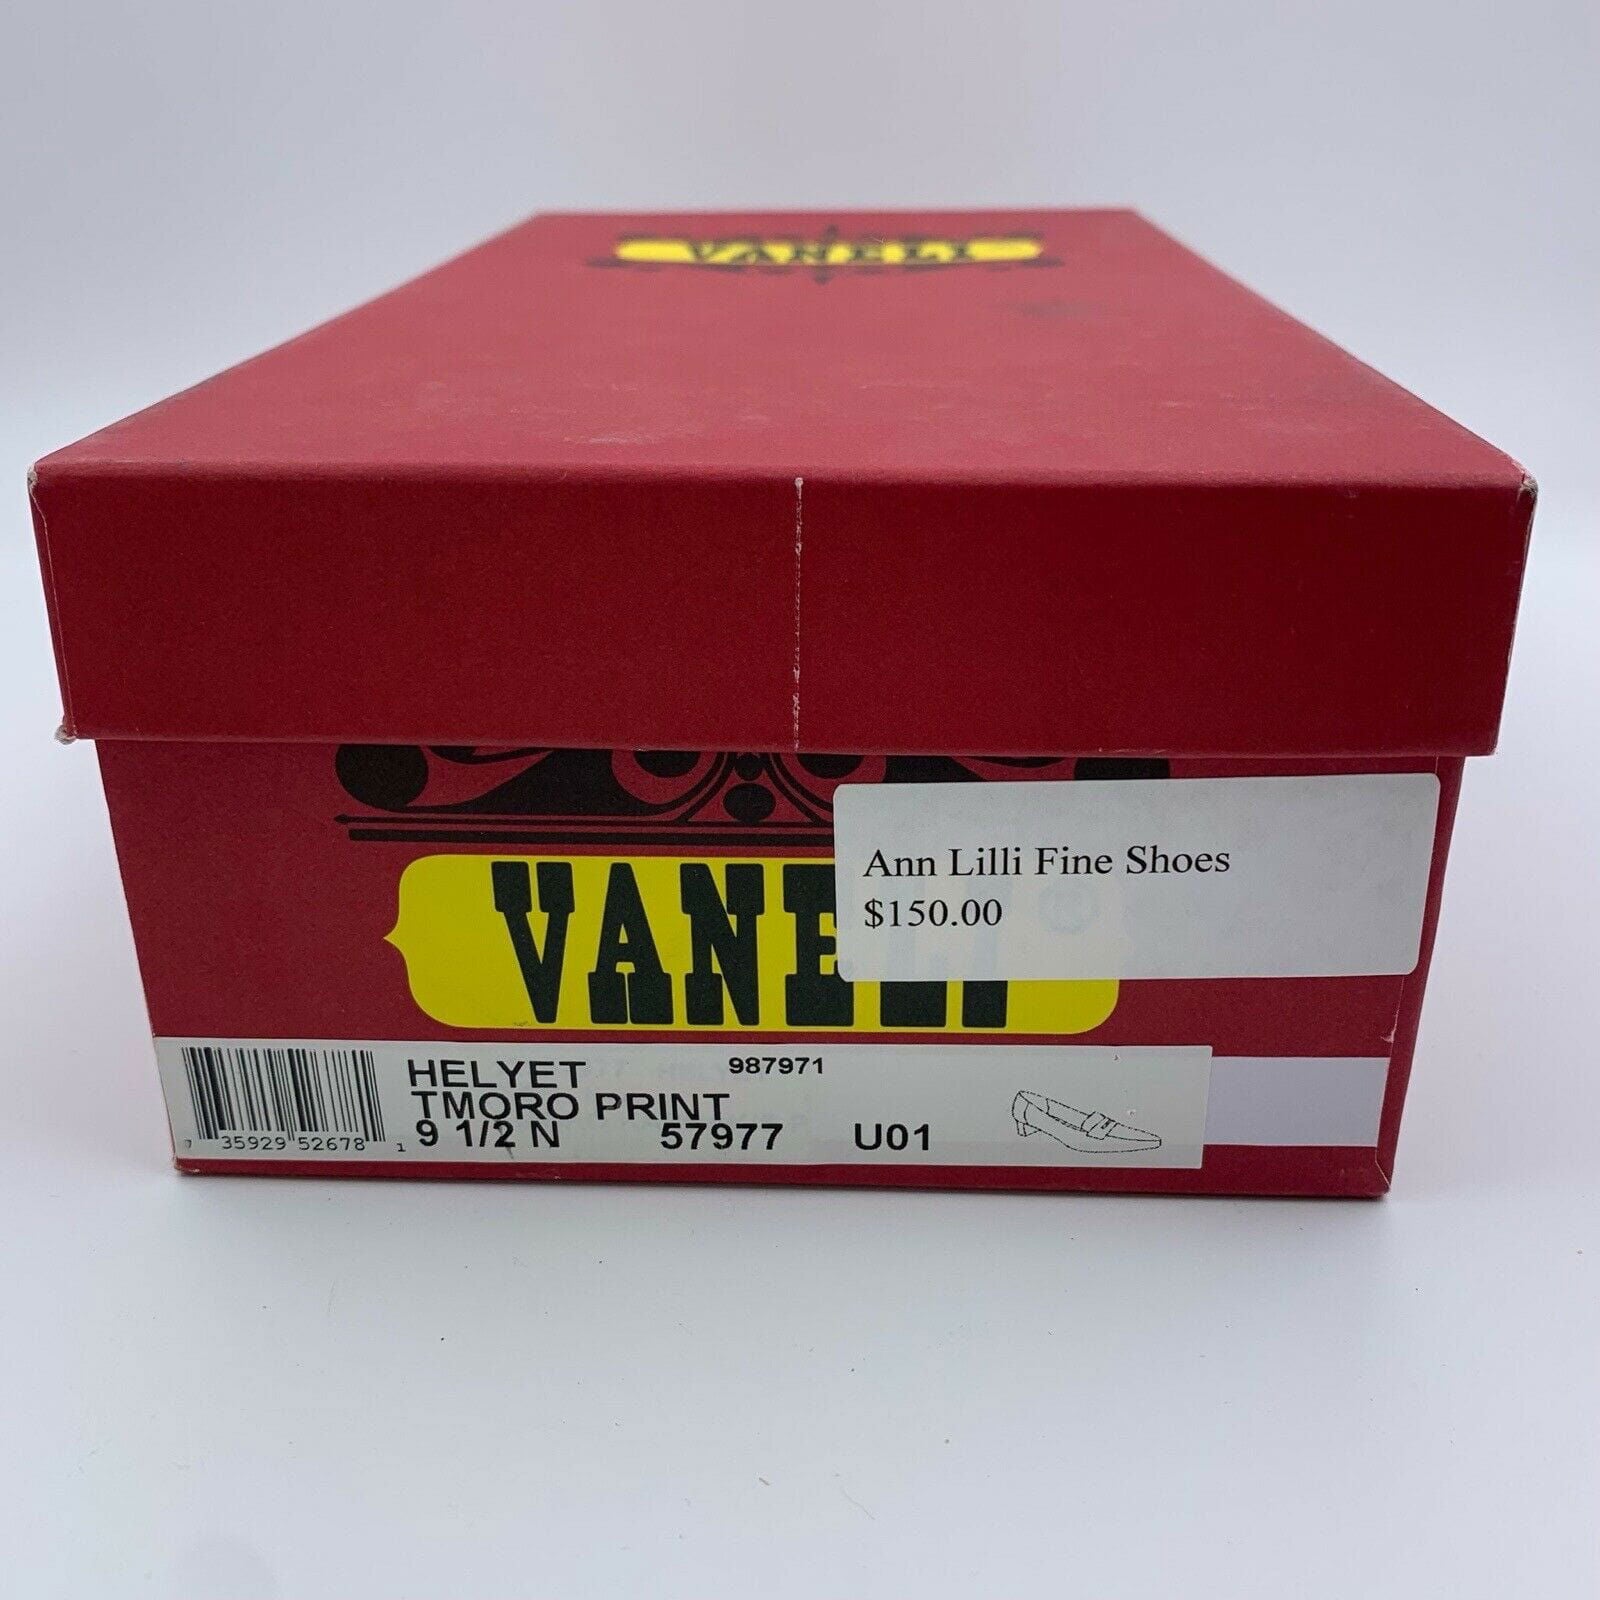 VANELI
Ann Lilli Fine Shoes
$150.00
VANELI
HELYET 987971
TMORO PRINT
9 1/2 N 57977 U01
7 35929 52678 1